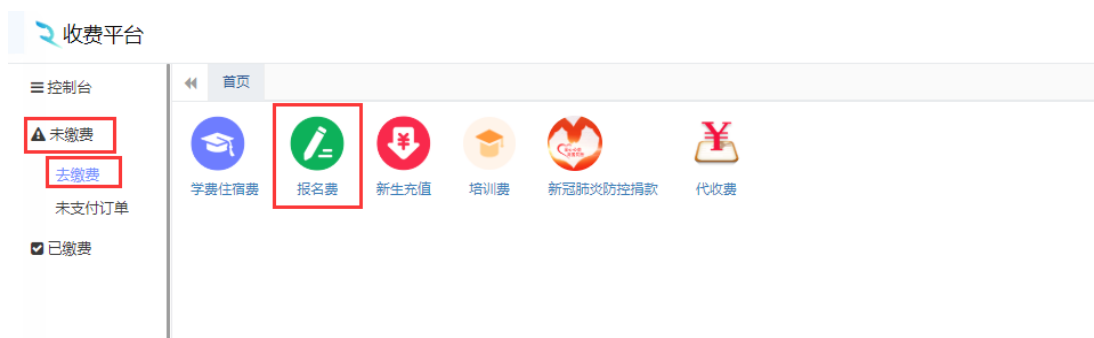 收费平台
控制台
首页
未缴费
去缴费
未支付订单
已缴费
学费住宿费
报名费
新生充值
培训费
新冠肺炎防控捐款
代收费